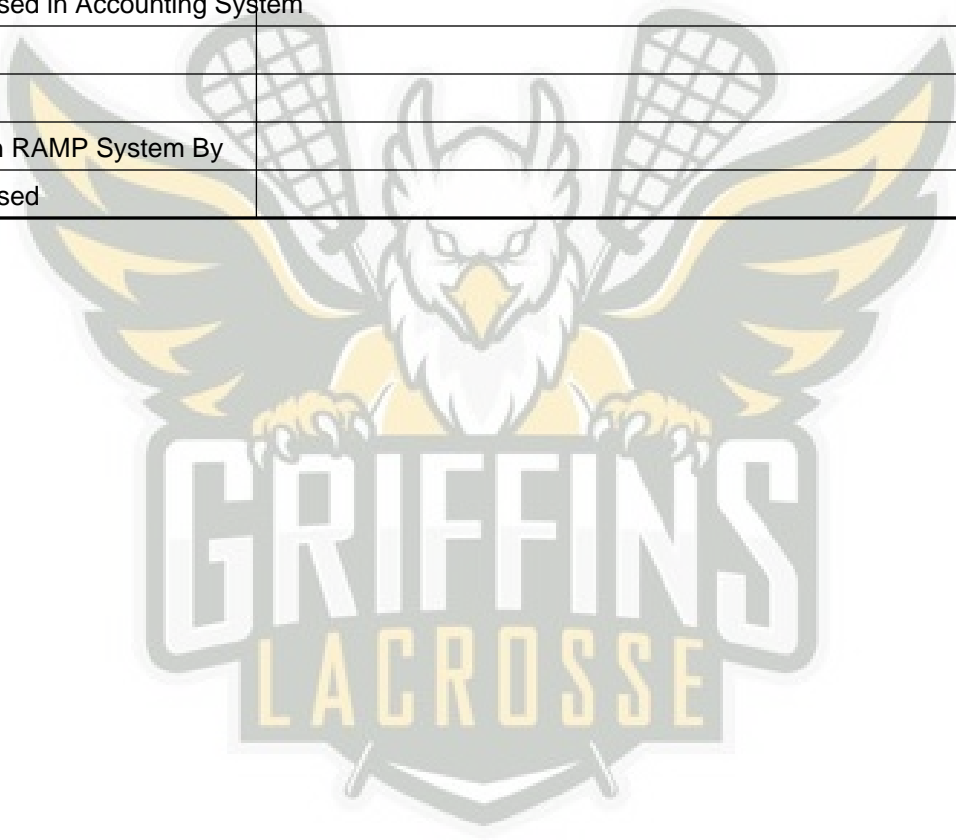 sed in Accounting System
RAMP System By
sed
GRIFFINS
LACROSSE